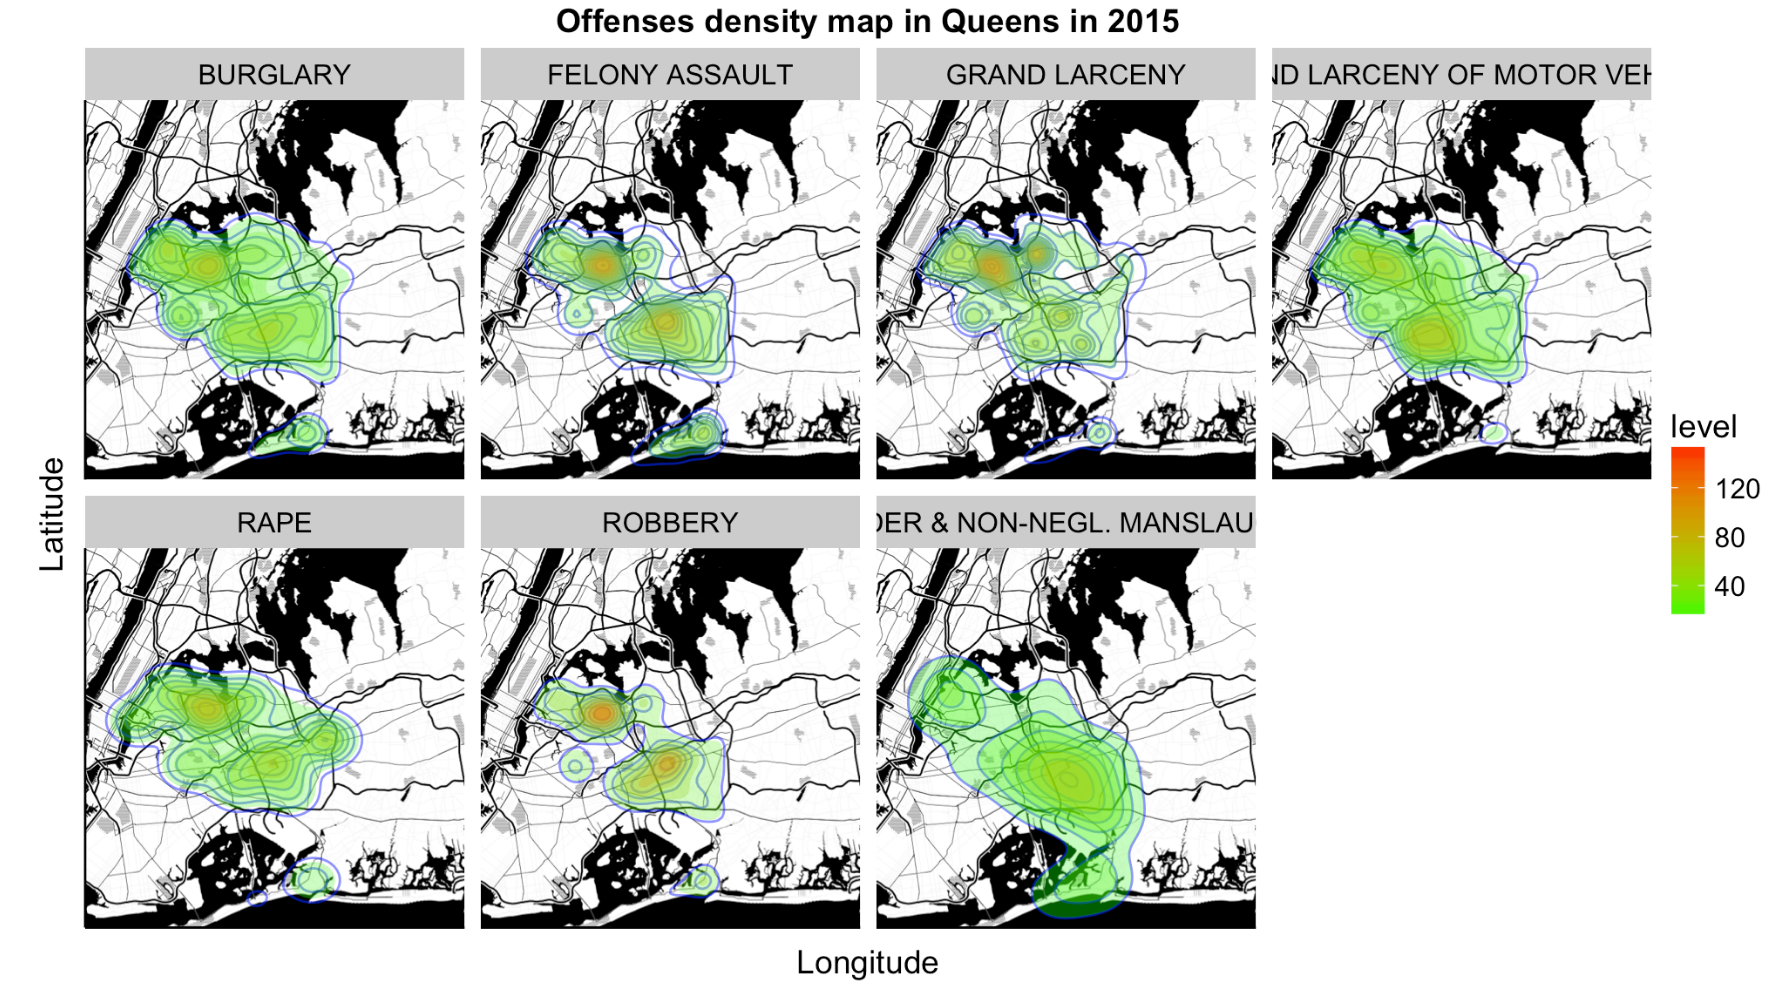 Offenses density map in Queens in 2015
BURGLARY
FELONY ASSAULT
GRAND LARCENY
ND LARCENY OF MOTOR VEH
RAPE
ROBBERY
DER & NON-NEGL. MANSLAU
Latitude
Longitude
level
120
80
40